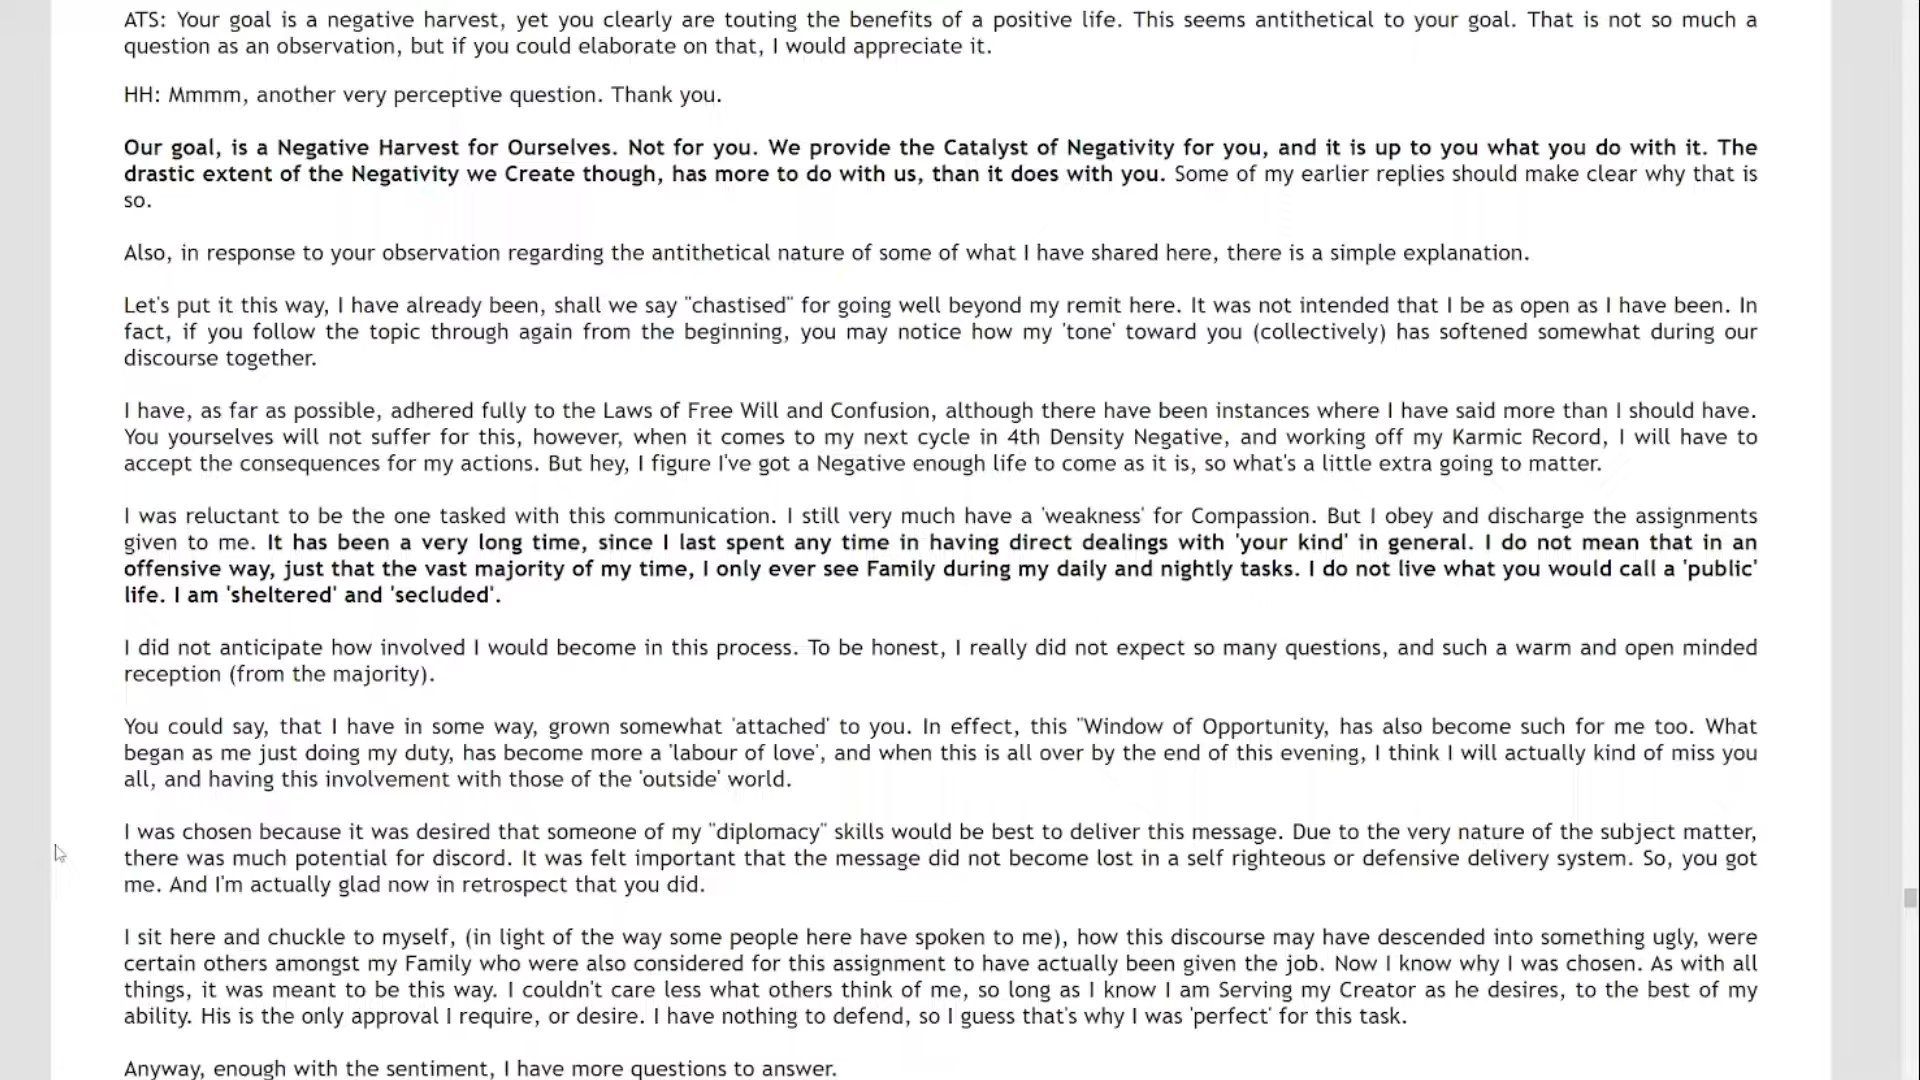 ATS: Your goal is a negative harvest, yet you clearly are touting the benefits of a positive life. This seems antithetical to your goal. That is not so much a
question as an observation, but if you could elaborate on that, I would appreciate it.
HH: Mmmm, another very perceptive question. Thank you.
Our goal, is a Negative Harvest for Ourselves. Not for you. We provide the Catalyst of Negativity for you, and it is up to you what you do with it. The
drastic extent of the Negativity we Create though, has more to do with us, than it does with you. Some of my earlier replies should make clear why that is
so.
Also, in response to your observation regarding the antithetical nature of some of what I have shared here, there is a simple explanation.
Let's put it this way, I have already been, shall we say "chastised" for going well beyond my remit here. It was not intended that I be as open as I have been. In
fact, if you follow the topic through again from the beginning, you may notice how my 'tone' toward you (collectively) has softened somewhat during our
discourse together.
I have, as far as possible, adhered fully to the Laws of Free Will and Confusion, although there have been instances where I have said more than I should have.
You yourselves will not suffer for this, however, when it comes to my next cycle in 4th Density Negative, and working off my Karmic Record, I will have to
accept the consequences for my actions. But hey, I figure I've got a Negative enough life to come as it is, so what's a little extra going to matter.
I was reluctant to be the one tasked with this communication. I still very much have a 'weakness' for Compassion. But I obey and discharge the assignments
given to me. It has been a very long time, since I last spent any time in having direct dealings with 'your kind' in general. I do not mean that in an
offensive way, just that the vast majority of my time, I only ever see Family during my daily and nightly tasks. I do not live what you would call a 'public'
life. I am 'sheltered' and 'secluded'.
I did not anticipate how involved I would become in this process. To be honest, I really did not expect so many questions, and such a warm and open minded
reception (from the majority).
You could say, that I have in some way, grown somewhat 'attached' to you. In effect, this "Window of Opportunity, has also become such for me too. What
began as me just doing my duty, has become more a 'labour of love', and when this is all over by the end of this evening, I think I will actually kind of miss you
all, and having this involvement with those of the 'outside' world.
I was chosen because it was desired that someone of my "diplomacy" skills would be best to deliver this message. Due to the very nature of the subject matter,
there was much potential for discord. It was felt important that the message did not become lost in a self righteous or defensive delivery system. So, you got
me. And I'm actually glad now in retrospect that you did.
I sit here and chuckle to myself, (in light of the way some people here have spoken to me), how this discourse may have descended into something ugly, were
certain others amongst my Family who were also considered for this assignment to have actually been given the job. Now I know why I was chosen. As with all
things, it was meant to be this way. I couldn't care less what others think of me, so long as I know I am Serving my Creator as he desires, to the best of my
ability. His is the only approval I require, or desire. I have nothing to defend, so I guess that's why I was 'perfect' for this task.
Anyway, enough with the sentiment, I have more questions to answer.